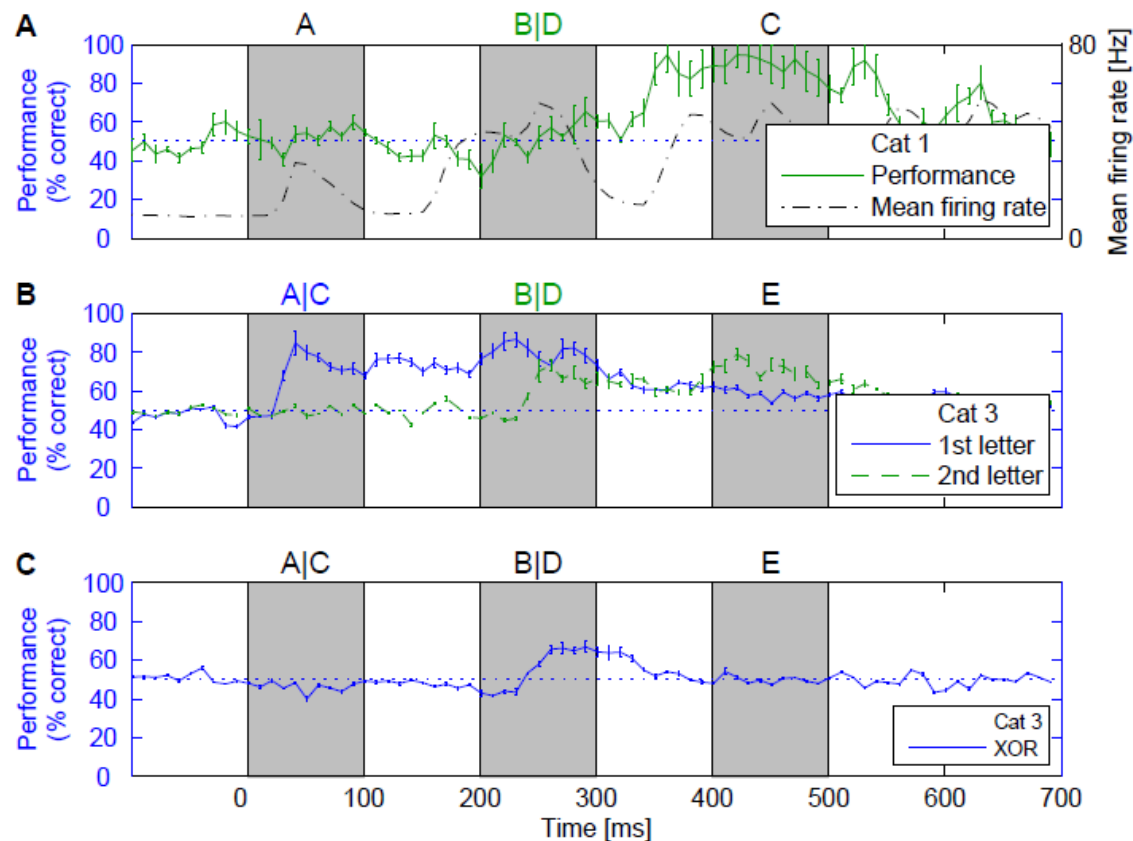 A
A B|D C
100
80
60
40
20
0
Performance
(% correct)
80
0
Mean firing rate [Hz]
Cat 1
Performance
Mean firing rate
B
A|C B|D E
100
80
60
40
20
0
Performance
(% correct)
Cat 3
1st letter
2nd letter
C
A|C B|D E
100
80
60
40
20
0
Performance
(% correct)
Cat 3
XOR
0 100 200 300 400 500 600 700
Time [ms]